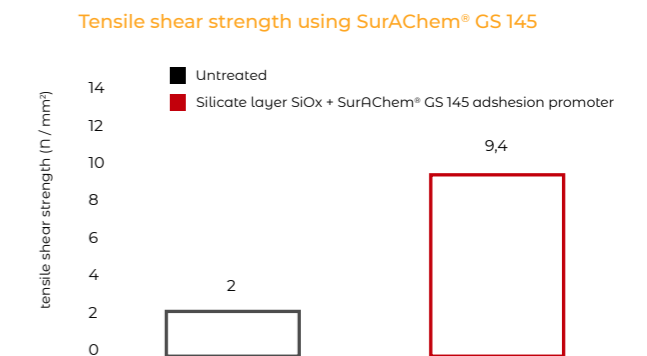 Tensile shear strength using SurAChem® GS 145
Untreated
Silicate layer SiOx + SurAChem® GS 145 adshesion promoter
tensile shear strength (N / mm²)
14
12
10
8
6
4
2
0
2
9,4